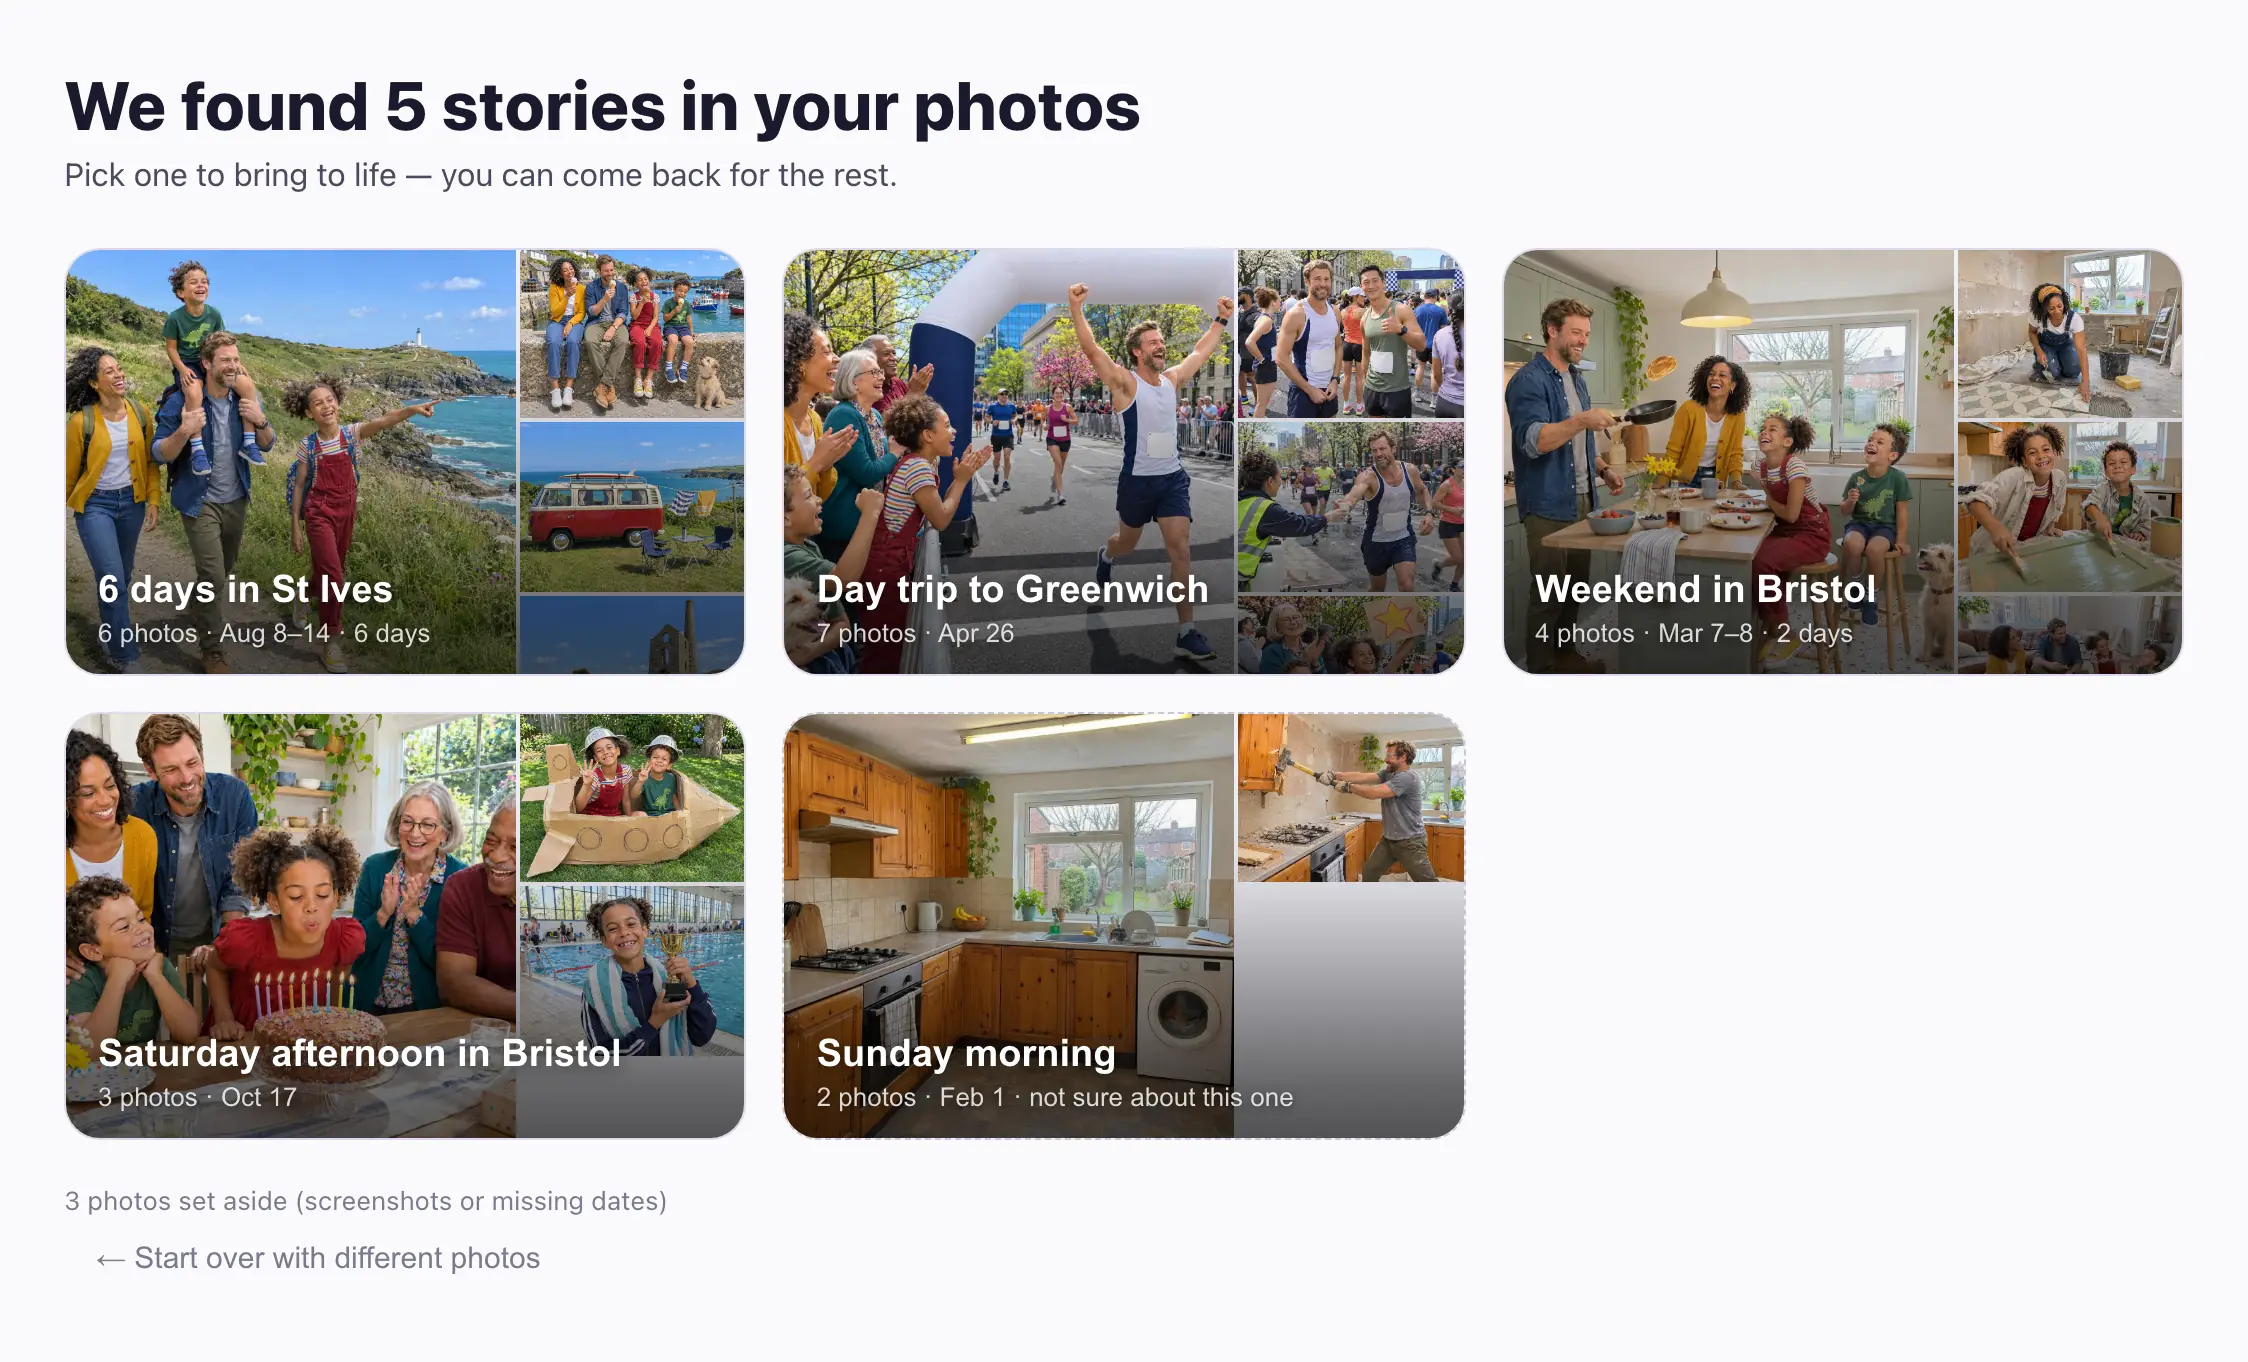 We found 5 stories in your photos
Pick one to bring to life — you can come back for the rest.
6 days in St Ives
6 photos · Aug 8–14 · 6 days
Day trip to Greenwich
7 photos · Apr 26
Weekend in Bristol
4 photos · Mar 7–8 · 2 days
Saturday afternoon in Bristol
3 photos · Oct 17
Sunday morning
2 photos · Feb 1 · not sure about this one
3 photos set aside (screenshots or missing dates)
← Start over with different photos